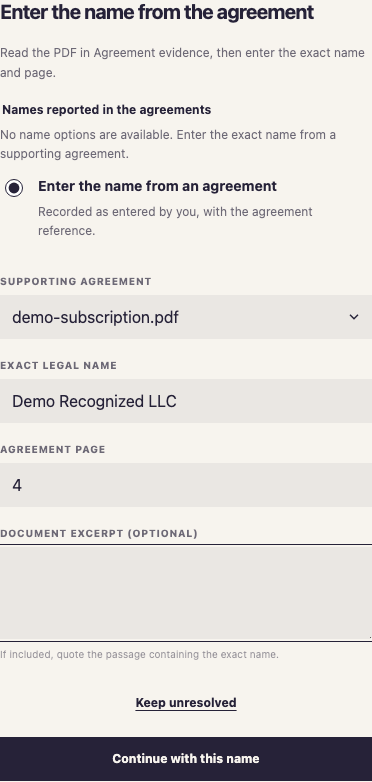 Enter the name from the agreement
Read the PDF in Agreement evidence, then enter the exact name
and page.
Names reported in the agreements
No name options are available. Enter the exact name from a
supporting agreement.
Enter the name from an agreement
Recorded as entered by you, with the agreement
reference.
SUPPORTING AGREEMENT
demo-subscription.pdf
EXACT LEGAL NAME
Demo Recognized LLC
AGREEMENT PAGE
4
DOCUMENT EXCERPT (OPTIONAL)
If included, quote the passage containing the exact name.
Keep unresolved
Continue with this name